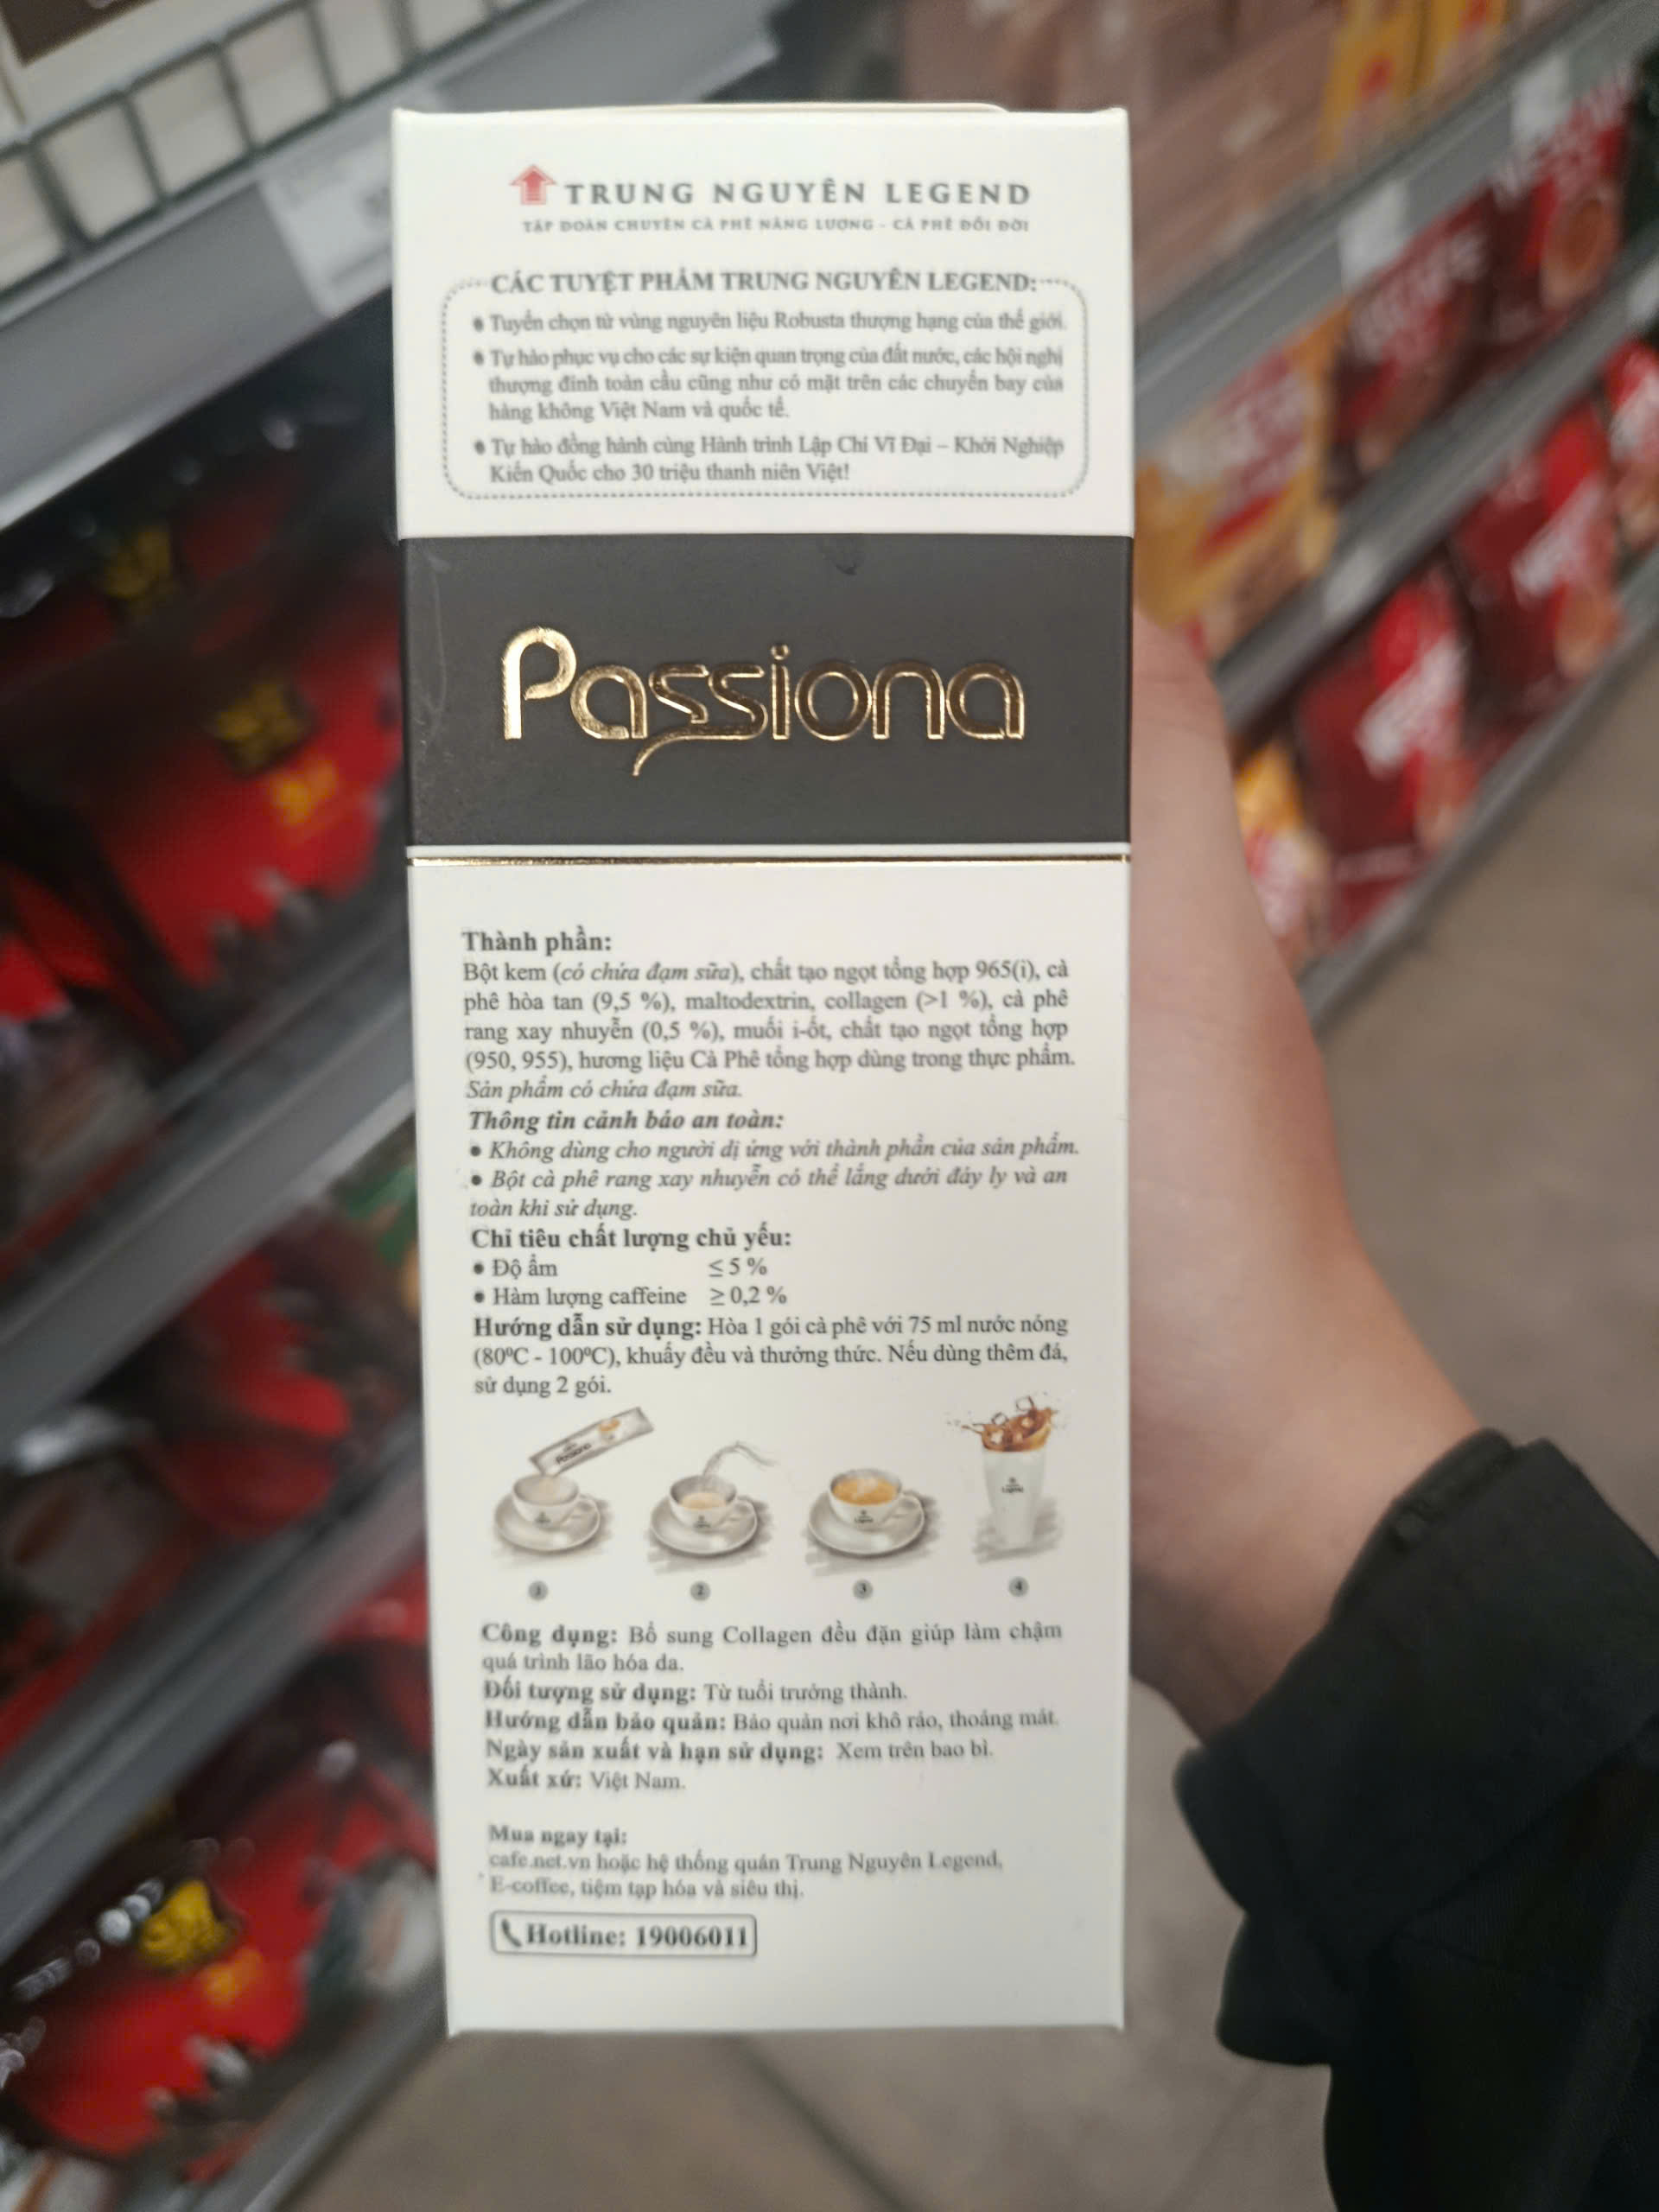 TRUNG NGUYÊN LEGEND
TẬP ĐOÀN CHUYÊN CÀ PHÊ NĂNG LƯỢNG - CÀ PHÊ ĐỔI ĐỜI
CÁC TUYỆT PHẨM TRUNG NGUYÊN LEGEND:
• Tuyển chọn từ vùng nguyên liệu Robusta thượng hạng của thế giới.
• Tự hào phục vụ cho các sự kiện quan trọng của đất nước, các hội nghị
thượng đỉnh toàn cầu cũng như có mặt trên các chuyến bay của
hàng không Việt Nam và quốc tế.
• Tự hào đồng hành cùng Hành trình Lập Chí Vĩ Đại – Khởi Nghiệp
Kiến Quốc cho 30 triệu thanh niên Việt!
Passiona
Thành phần:
Bột kem (có chứa đạm sữa), chất tạo ngọt tổng hợp 965(i), cà
phê hòa tan (9,5 %), maltodextrin, collagen (>1 %), cà phê
rang xay nhuyễn (0,5 %), muối i-ốt, chất tạo ngọt tổng hợp
(950, 955), hương liệu Cà Phê tổng hợp dùng trong thực phẩm.
Sản phẩm có chứa đạm sữa.
Thông tin cảnh báo an toàn:
• Không dùng cho người dị ứng với thành phần của sản phẩm.
• Bột cà phê rang xay nhuyễn có thể lắng dưới đáy ly và an
toàn khi sử dụng.
Chỉ tiêu chất lượng chủ yếu:
• Độ ẩm ≤ 5 %
• Hàm lượng caffeine ≥ 0,2 %
Hướng dẫn sử dụng: Hòa 1 gói cà phê với 75 ml nước nóng
(80⁰C - 100⁰C), khuấy đều và thưởng thức. Nếu dùng thêm đá,
sử dụng 2 gói.
1 2 3 4
Công dụng: Bổ sung Collagen đều đặn giúp làm chậm
quá trình lão hóa da.
Đối tượng sử dụng: Từ tuổi trưởng thành.
Hướng dẫn bảo quản: Bảo quản nơi khô ráo, thoáng mát.
Ngày sản xuất và hạn sử dụng: Xem trên bao bì.
Xuất xứ: Việt Nam.
Mua ngay tại:
cafe.net.vn hoặc hệ thống quán Trung Nguyên Legend,
E-coffee, tiệm tạp hóa và siêu thị.
Hotline: 19006011